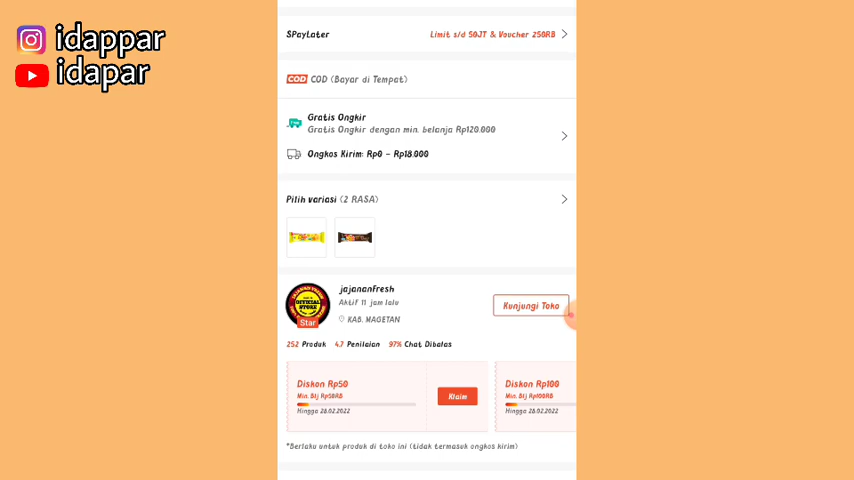 idappar
idapar
SPayLater
Limit s/d 50JT & Voucher 250RB
COD COD (Bayar di Tempat)
Gratis Ongkir
Gratis Ongkir dengan min. belanja Rp120.000
Ongkos Kirim: Rp0 - Rp18.000
Pilih variasi (2 RASA)
jajananfresh
Aktif 11 jam lalu
KAB. MAGETAN
Kunjungi Toko
OFFICIAL
STORE
Star
252 Produk 4.7 Penilaian 97% Chat Dibalas
Diskon Rp50
Min. Blj Rp50RB
Hingga 28.02.2022
Klaim
Diskon Rp100
Min. Blj Rp100RB
Hingga 28.02.2022
*Berlaku untuk produk di toko ini (tidak termasuk ongkos kirim)